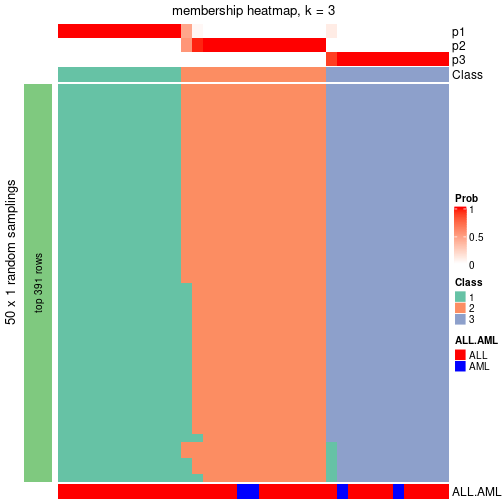 membership heatmap, k = 3
p1
p2
p3
Class
50 x 1 random samplings
top 391 rows
Prob
1
0.5
0
Class
1
2
3
ALL.AML
ALL
AML
ALL.AML